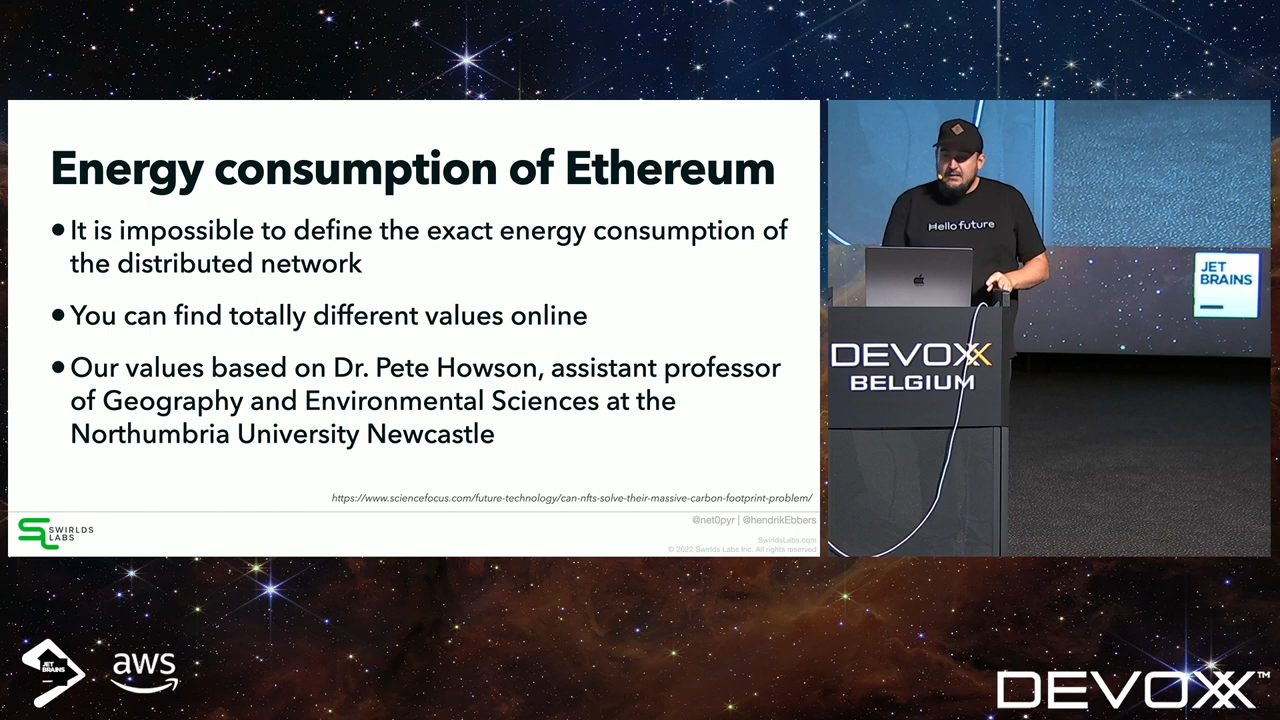 Energy consumption of Ethereum
• It is impossible to define the exact energy consumption of
the distributed network
• You can find totally different values online
• Our values based on Dr. Pete Howson, assistant professor
of Geography and Environmental Sciences at the
Northumbria University Newcastle
https://www.sciencefocus.com/future-technology/can-nfts-solve-their-massive-carbon-footprint-problem/
SWIRLDS
LABS
@net0pyr | @hendrikEbbers
SwirldsLabs.com
© 2022 Swirlds Labs Inc. All rights reserved
Hello future
JET
BRAINS
DEVOXX
BELGIUM
JET
BRAINS
aws
DEVOXX™